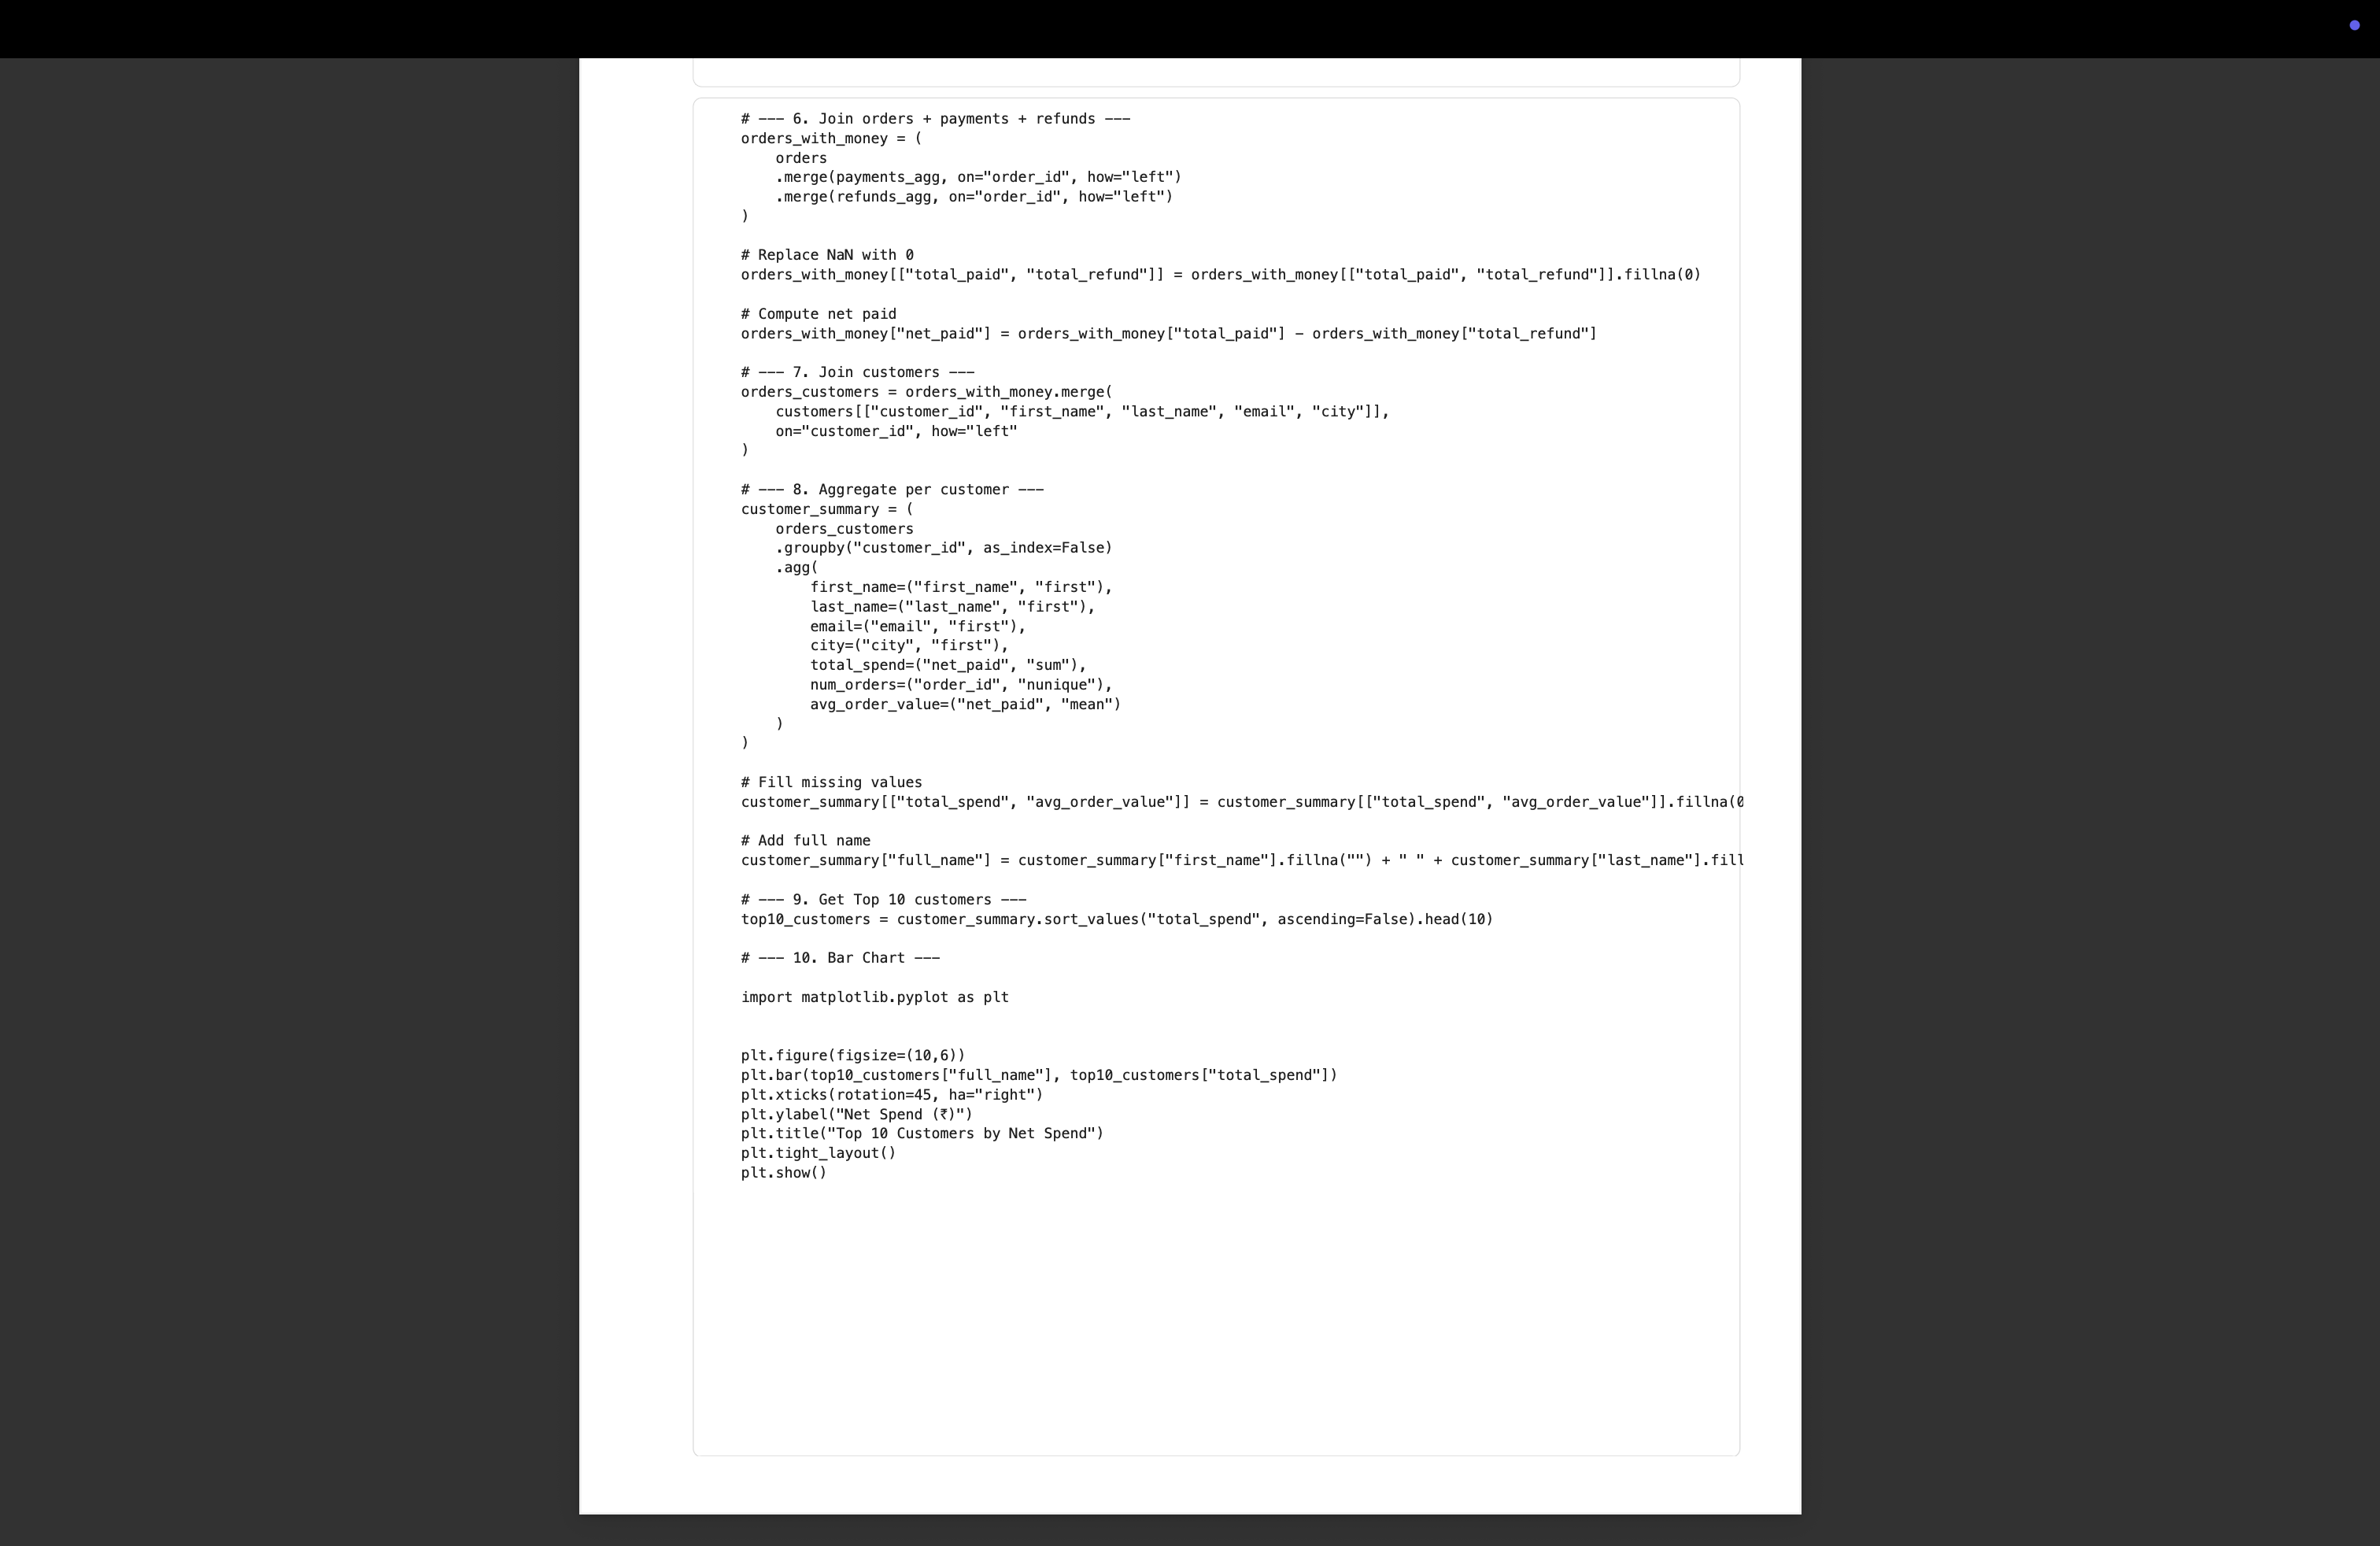 # --- 6. Join orders + payments + refunds ---
orders_with_money = (
    orders
    .merge(payments_agg, on="order_id", how="left")
    .merge(refunds_agg, on="order_id", how="left")
)

# Replace NaN with 0
orders_with_money[["total_paid", "total_refund"]] = orders_with_money[["total_paid", "total_refund"]].fillna(0)

# Compute net paid
orders_with_money["net_paid"] = orders_with_money["total_paid"] - orders_with_money["total_refund"]

# --- 7. Join customers ---
orders_customers = orders_with_money.merge(
    customers[["customer_id", "first_name", "last_name", "email", "city"]],
    on="customer_id", how="left"
)

# --- 8. Aggregate per customer ---
customer_summary = (
    orders_customers
    .groupby("customer_id", as_index=False)
    .agg(
        first_name=("first_name", "first"),
        last_name=("last_name", "first"),
        email=("email", "first"),
        city=("city", "first"),
        total_spend=("net_paid", "sum"),
        num_orders=("order_id", "nunique"),
        avg_order_value=("net_paid", "mean")
    )
)

# Fill missing values
customer_summary[["total_spend", "avg_order_value"]] = customer_summary[["total_spend", "avg_order_value"]].fillna(0

# Add full name
customer_summary["full_name"] = customer_summary["first_name"].fillna("") + " " + customer_summary["last_name"].fill

# --- 9. Get Top 10 customers ---
top10_customers = customer_summary.sort_values("total_spend", ascending=False).head(10)

# --- 10. Bar Chart ---

import matplotlib.pyplot as plt


plt.figure(figsize=(10,6))
plt.bar(top10_customers["full_name"], top10_customers["total_spend"])
plt.xticks(rotation=45, ha="right")
plt.ylabel("Net Spend (₹)")
plt.title("Top 10 Customers by Net Spend")
plt.tight_layout()
plt.show()